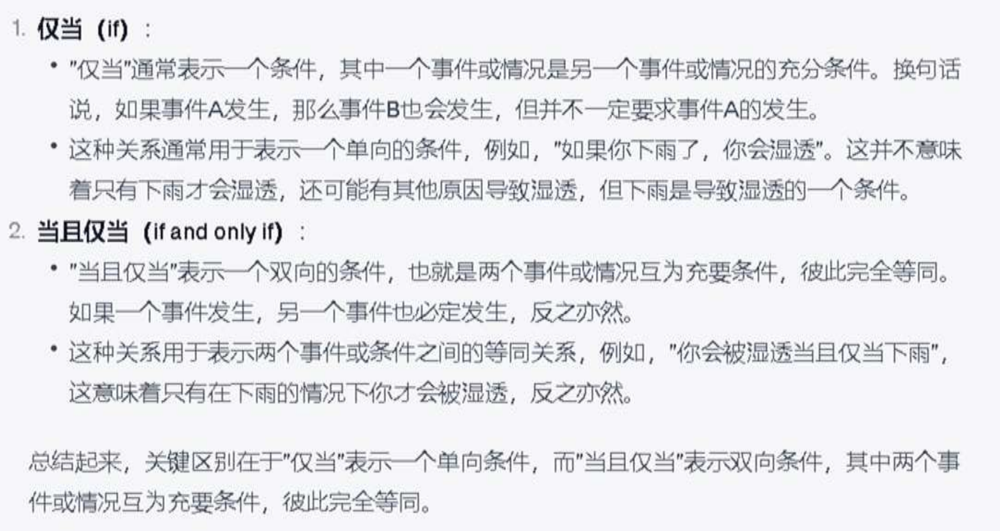 1. 仅当（if）：
• "仅当"通常表示一个条件，其中一个事件或情况是另一个事件或情况的充分条件。换句话
说，如果事件A发生，那么事件B也会发生，但并不一定要求事件A的发生。
• 这种关系通常用于表示一个单向的条件，例如，"如果你下雨了，你会湿透"。这并不意味
着只有下雨才会湿透，还可能有其他原因导致湿透，但下雨是导致湿透的一个条件。
2. 当且仅当（if and only if）：
• "当且仅当"表示一个双向的条件，也就是两个事件或情况互为充要条件，彼此完全等同。
如果一个事件发生，另一个事件也必定发生，反之亦然。
• 这种关系用于表示两个事件或条件之间的等同关系，例如，"你会被湿透当且仅当下雨"，
这意味着只有在下雨的情况下你才会被湿透，反之亦然。
总结起来，关键区别在于"仅当"表示一个单向条件，而"当且仅当"表示双向条件，其中两个事
件或情况互为充要条件，彼此完全等同。